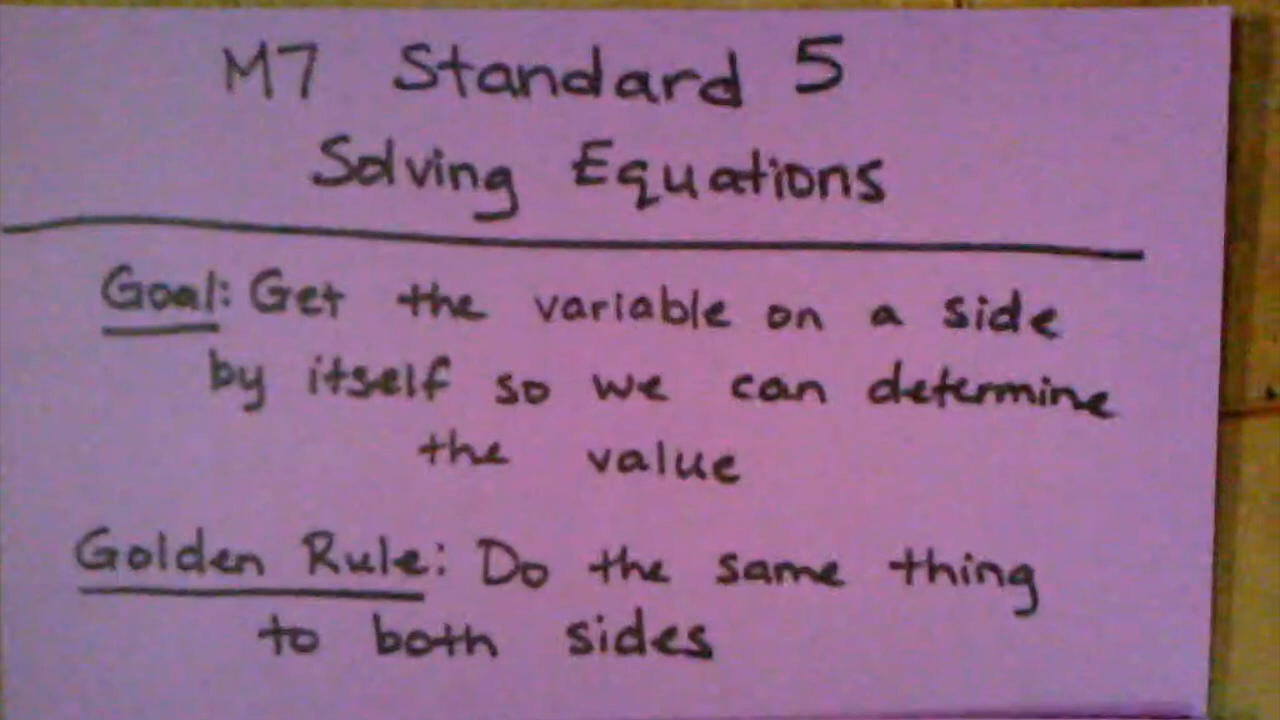 M7 Standard 5
Solving Equations
Goal: Get the variable on a side
by itself so we can determine
the value
Golden Rule: Do the same thing
to both sides